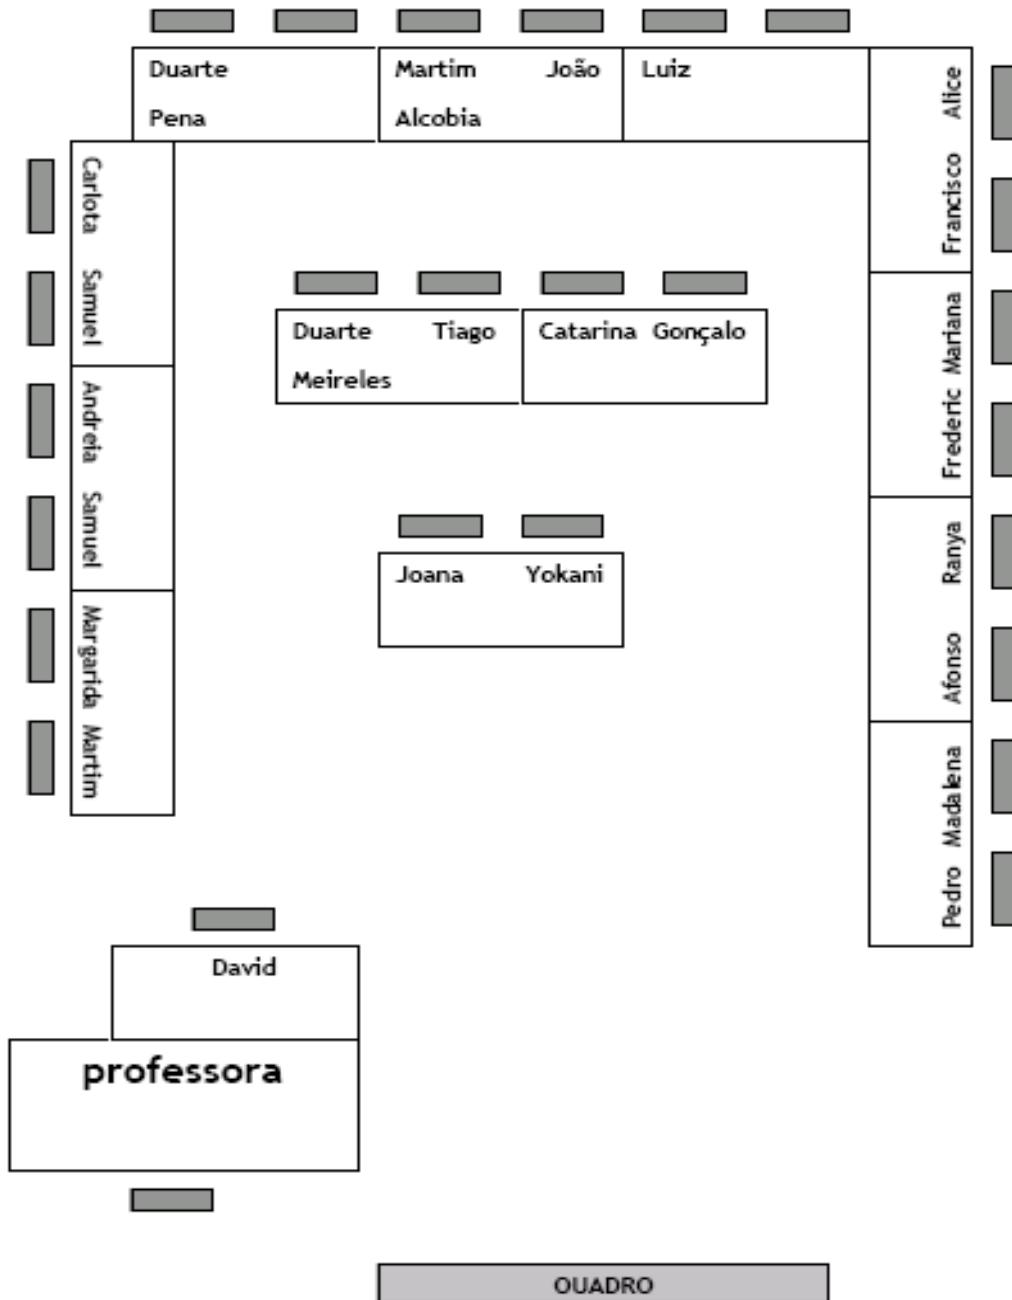 Duarte
Pena
Martim João
Alcobia
Luiz
Alice
Francisco
Mariana
Frederic
Ranya
Afonso
Madalena
Pedro
Carlota
Samuel
Andreia
Samuel
Margarida
Martim
Duarte Tiago
Meireles
Catarina Gonçalo
Joana Yokani
David
professora
QUADRO